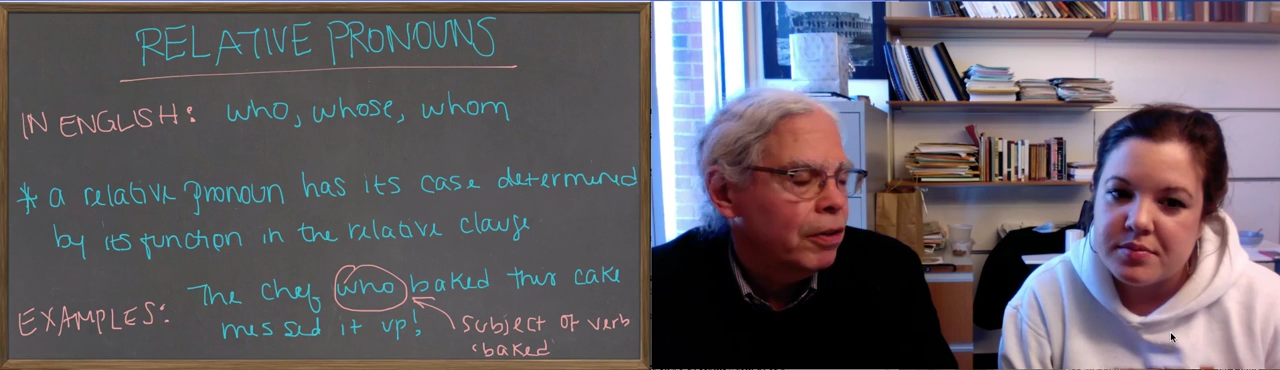 RELATIVE PRONOUNS
IN ENGLISH: who, whose, whom
* a relative pronoun has its case determined
by its function in the relative clause
EXAMPLES: The chef who baked this cake
messed it up!
subject of verb
'baked'